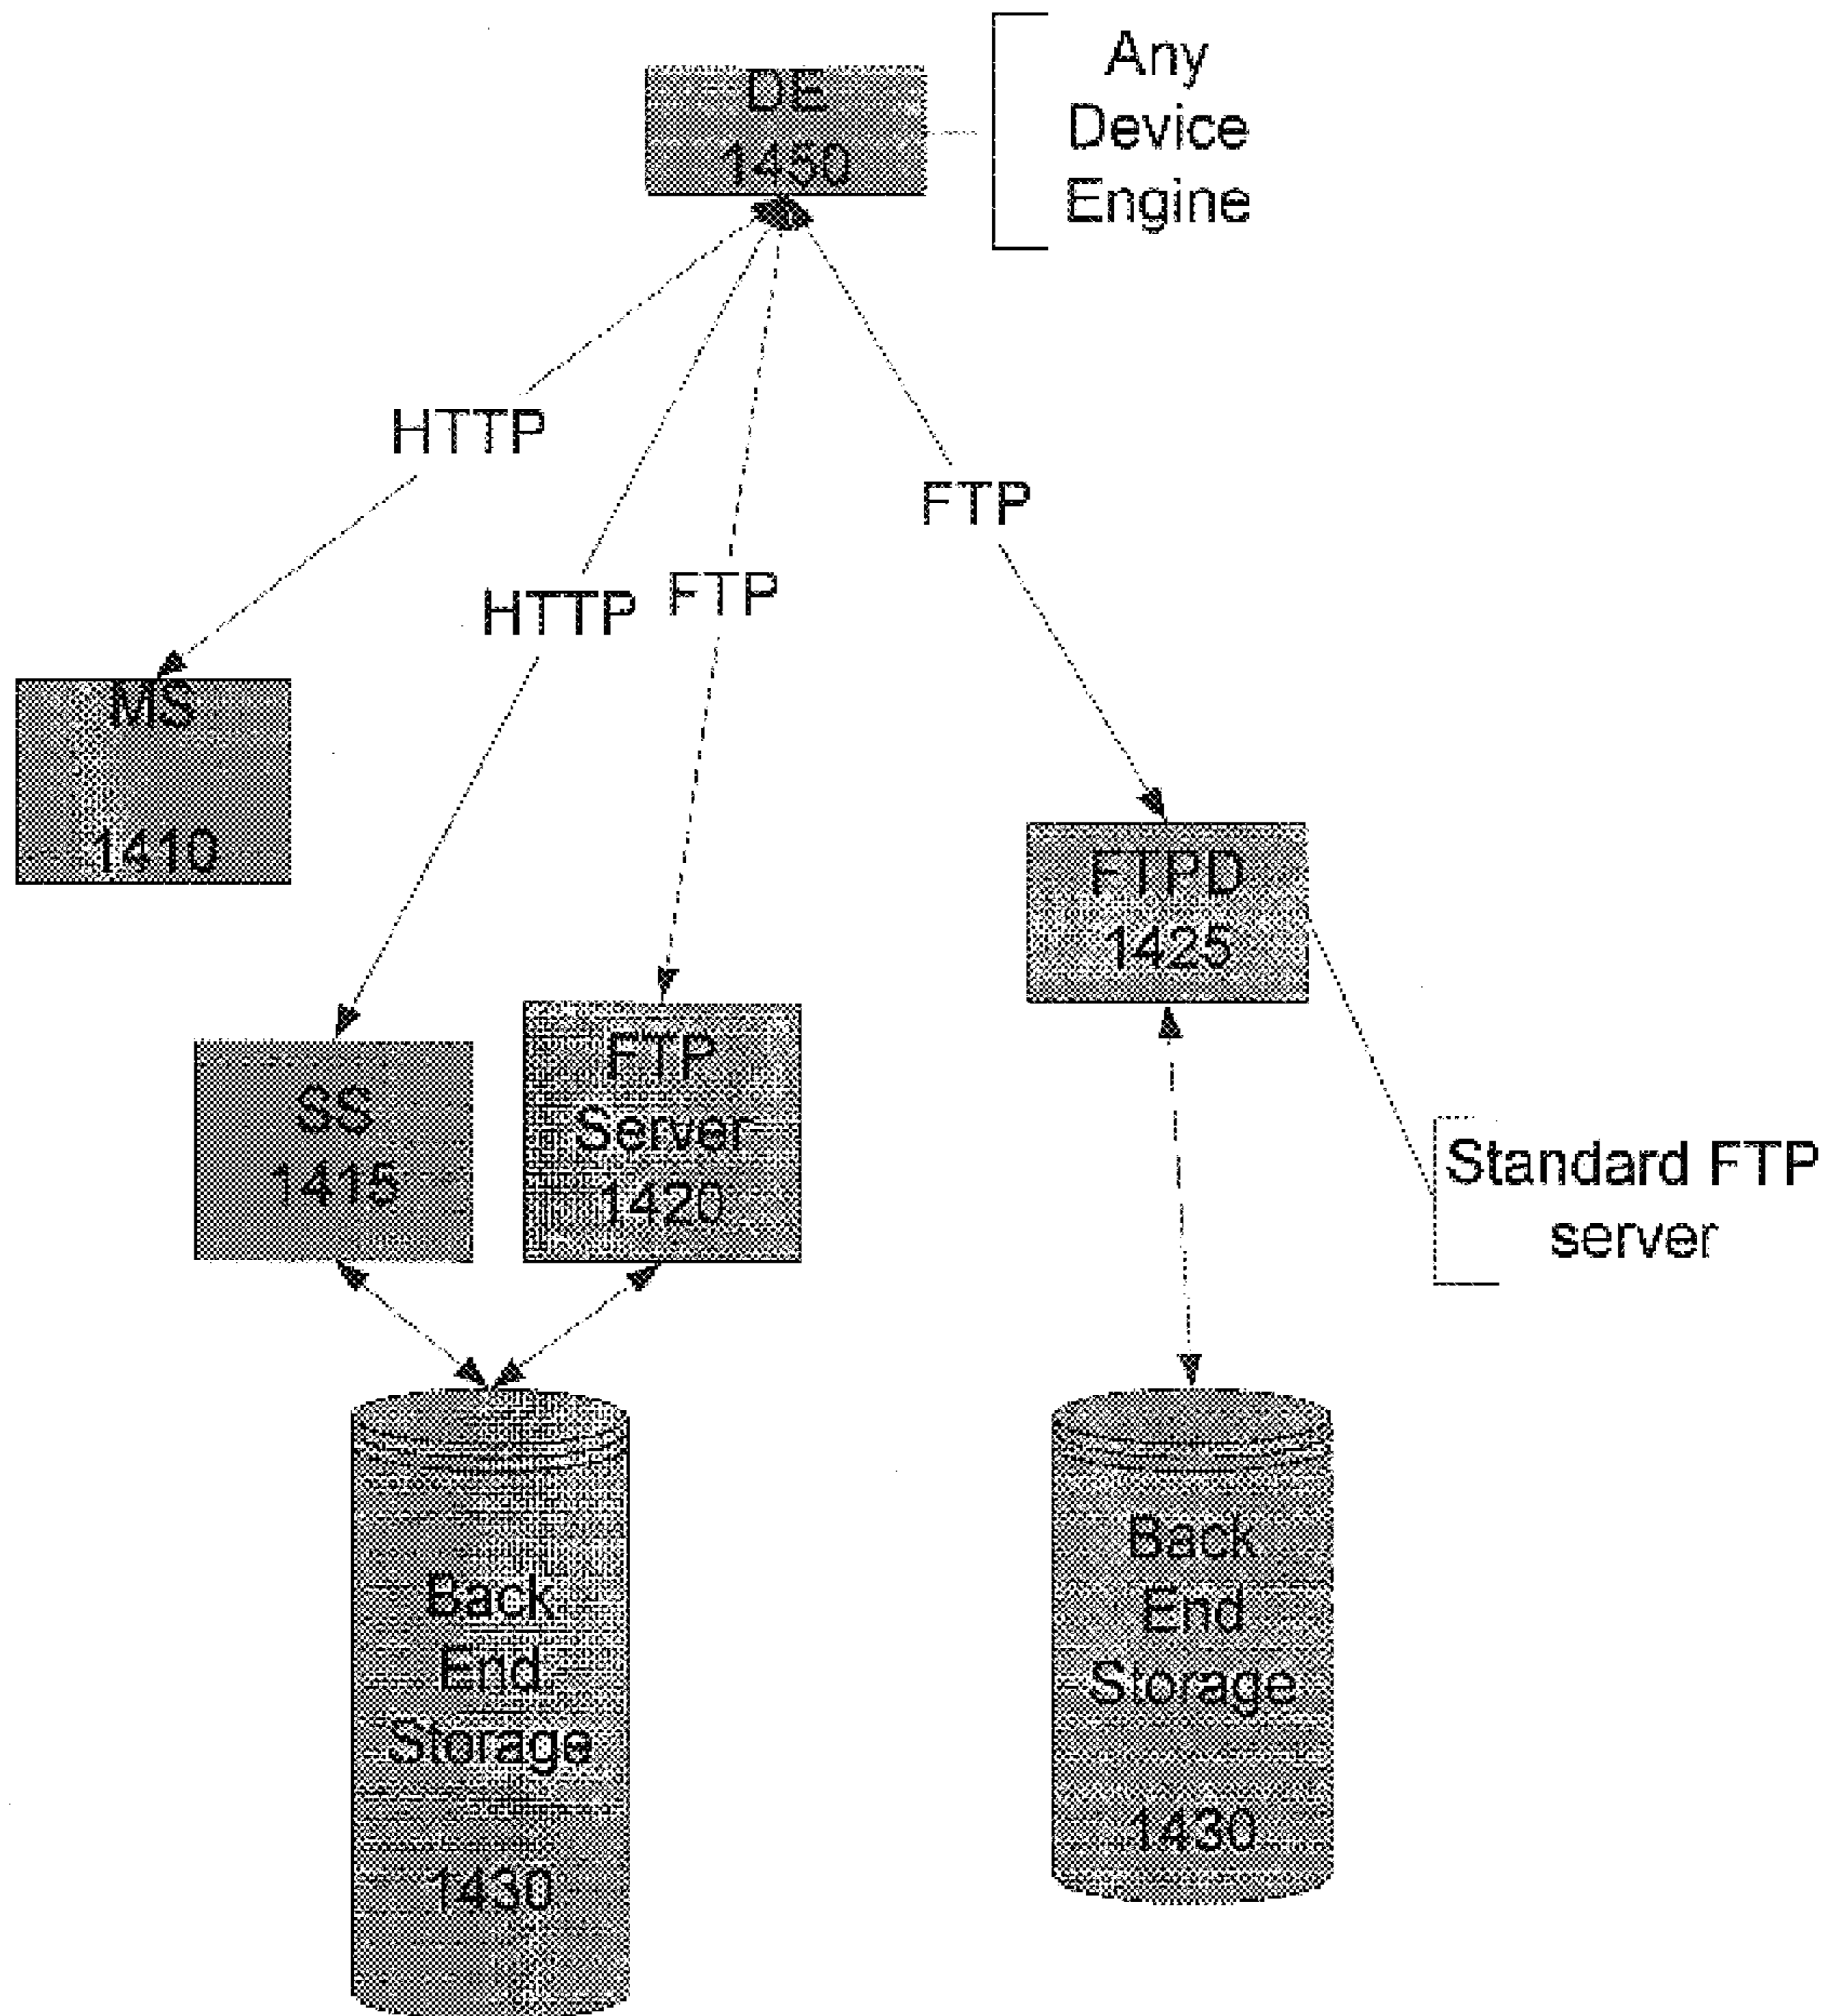 DE
1450
Any
Device
Engine
HTTP
FTP
HTTP
FTP
MS
1410
FTPD
1425
SS
1415
FTP
Server
1420
Standard FTP
server
Back
End
Storage
1430
Back
End
Storage
1430